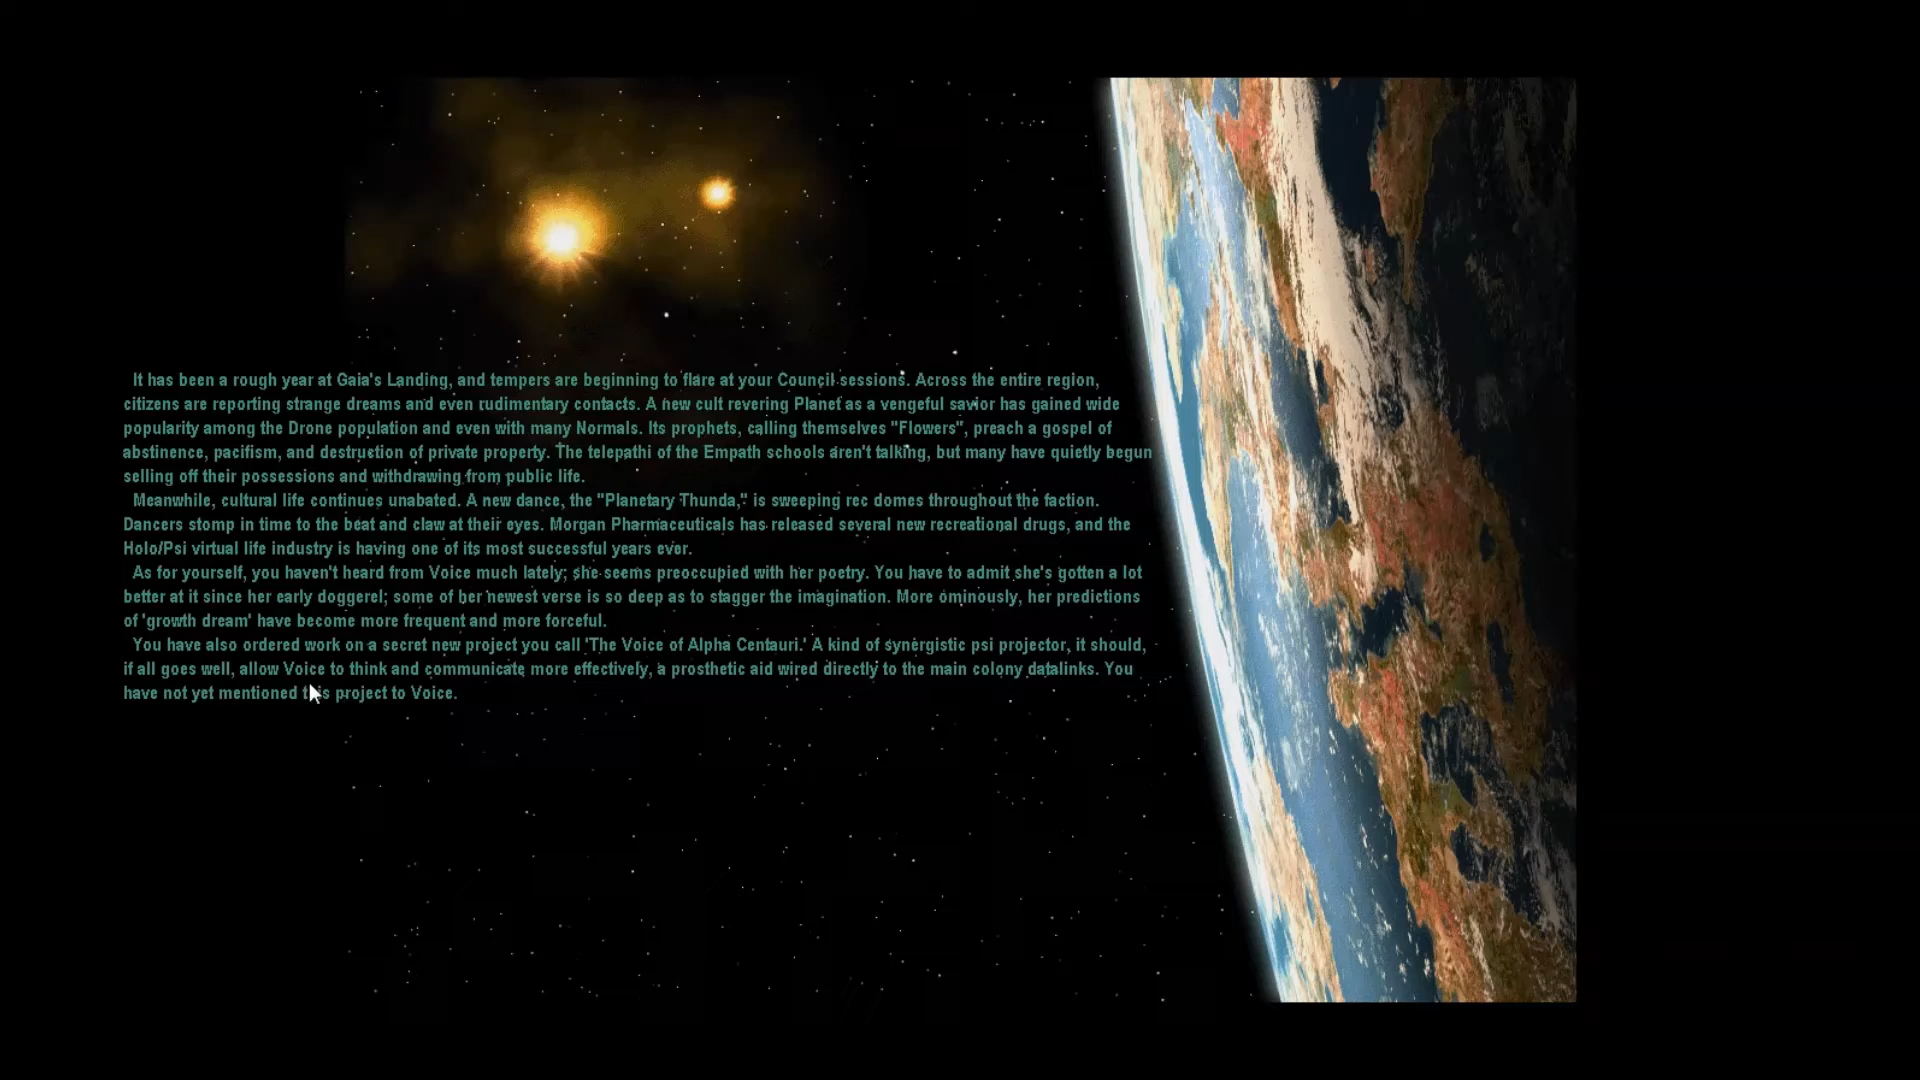 It has been a rough year at Gaia's Landing, and tempers are beginning to flare at your Council sessions. Across the entire region,
citizens are reporting strange dreams and even rudimentary contacts. A new cult revering Planet as a vengeful savior has gained wide
popularity among the Drone population and even with many Normals. Its prophets, calling themselves "Flowers", preach a gospel of
abstinence, pacifism, and destruction of private property. The telepathi of the Empath schools aren't talking, but many have quietly begun
selling off their possessions and withdrawing from public life.
Meanwhile, cultural life continues unabated. A new dance, the "Planetary Thunda," is sweeping rec domes throughout the faction.
Dancers stomp in time to the beat and claw at their eyes. Morgan Pharmaceuticals has released several new recreational drugs, and the
Holo/Psi virtual life industry is having one of its most successful years ever.
As for yourself, you haven't heard from Voice much lately; she seems preoccupied with her poetry. You have to admit she's gotten a lot
better at it since her early doggerel; some of her newest verse is so deep as to stagger the imagination. More ominously, her predictions
of 'growth dream' have become more frequent and more forceful.
You have also ordered work on a secret new project you call 'The Voice of Alpha Centauri.' A kind of synergistic psi projector, it should,
if all goes well, allow Voice to think and communicate more effectively, a prosthetic aid wired directly to the main colony datalinks. You
have not yet mentioned this project to Voice.